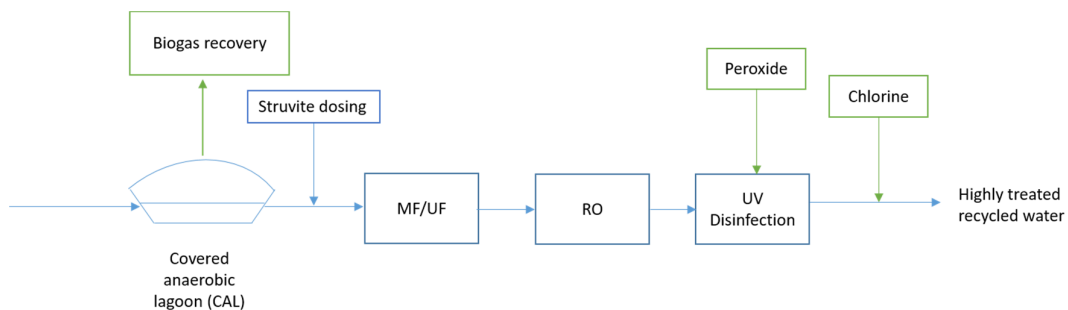 Biogas recovery
Struvite dosing
Peroxide
Chlorine
MF/UF
RO
UV
Disinfection
Highly treated
recycled water
Covered
anaerobic
lagoon (CAL)